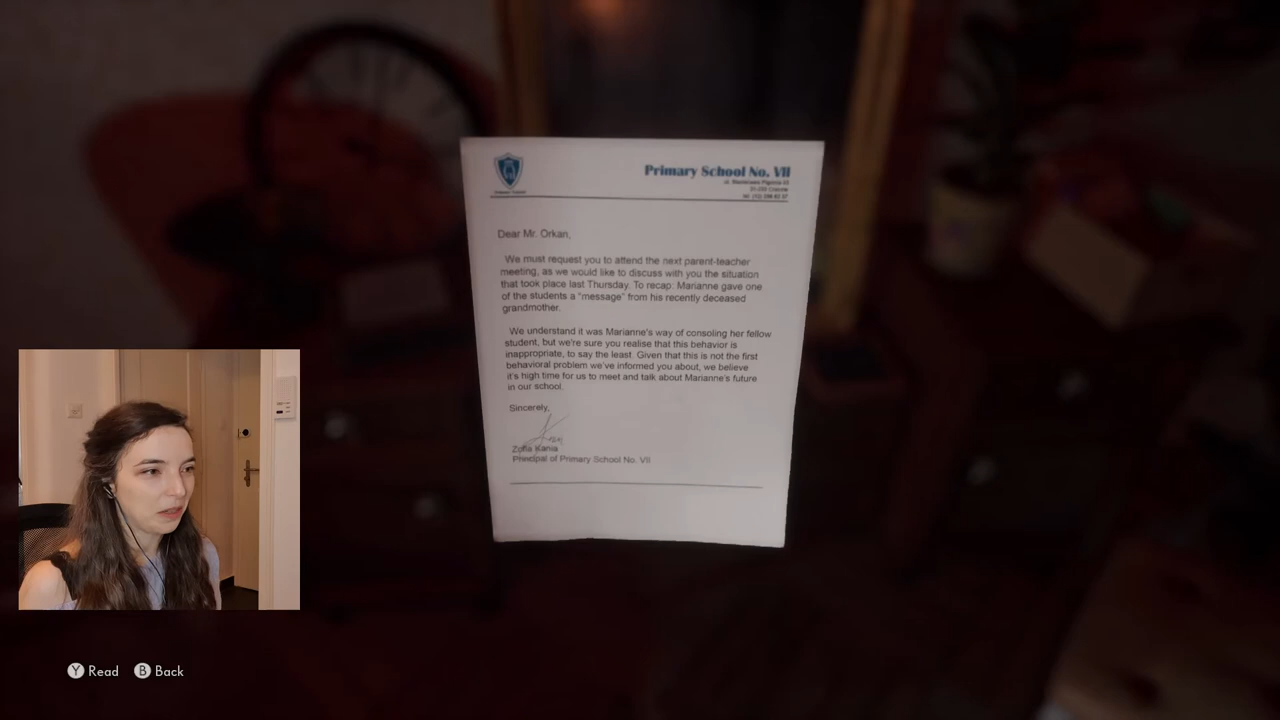 Primary School No. VII
Dear Mr. Orkan,
We must request you to attend the next parent-teacher
meeting, as we would like to discuss with you the situation
that took place last Thursday. To recap: Marianne gave one
of the students a "message" from his recently deceased
grandmother.
We understand it was Marianne's way of consoling her fellow
student, but we're sure you realise that this behavior is
inappropriate, to say the least. Given that this is not the first
behavioral problem we've informed you about, we believe
it's high time for us to meet and talk about Marianne's future
in our school.
Sincerely,
Zofia Kania
Principal of Primary School No. VII
Y Read B Back